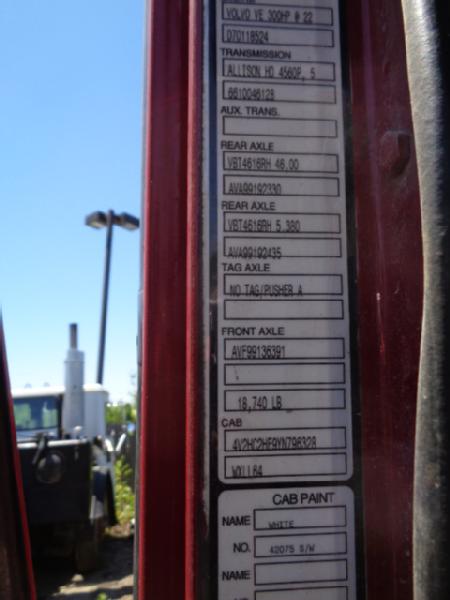 VOLVO VE 300HP @ 22
D70118524
TRANSMISSION
ALLISON HD 4560P, 5
6610046128
AUX. TRANS.
REAR AXLE
VBT4616RH 46.00
AVA99192330
REAR AXLE
VBT4616RH 5.380
AVA99192435
TAG AXLE
NO TAG/PUSHER A
FRONT AXLE
AVF99136391
18,740 LB
CAB
4V2HC2HF9YN796328
WXLL64
CAB PAINT
NAME WHITE
NO. 42075 S/W
NAME